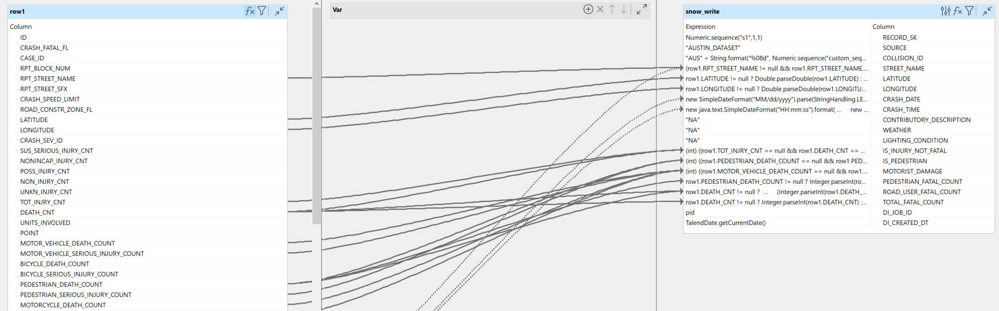 row1
Column
ID
CRASH_FATAL_FL
CASE_ID
RPT_BLOCK_NUM
RPT_STREET_NAME
RPT_STREET_SFX
CRASH_SPEED_LIMIT
ROAD_CONSTR_ZONE_FL
LATITUDE
LONGITUDE
CRASH_SEV_ID
SUS_SERIOUS_INJRY_CNT
NONINCAP_INJRY_CNT
POSS_INJRY_CNT
NON_INJRY_CNT
UNKN_INJRY_CNT
TOT_INJRY_CNT
DEATH_CNT
UNITS_INVOLVED
POINT
MOTOR_VEHICLE_DEATH_COUNT
MOTOR_VEHICLE_SERIOUS_INJURY_COUNT
BICYCLE_DEATH_COUNT
BICYCLE_SERIOUS_INJURY_COUNT
PEDESTRIAN_DEATH_COUNT
PEDESTRIAN_SERIOUS_INJURY_COUNT
MOTORCYCLE_DEATH_COUNT
Var
snow_write
Expression Column
Numeric.sequence("s1",1,1) RECORD_SK
"AUSTIN_DATASET" SOURCE
"AUS" + String.format("%08d", Numeric.sequence("custom_seq... COLLISION_ID
(row1.RPT_STREET_NAME != null && row1.RPT_STREET_NAME.... STREET_NAME
row1.LATITUDE != null ? Double.parseDouble(row1.LATITUDE) : ... LATITUDE
row1.LONGITUDE != null ? Double.parseDouble(row1.LONGITU... LONGITUDE
new SimpleDateFormat("MM/dd/yyyy").parse(StringHandling.LE... CRASH_DATE
new java.text.SimpleDateFormat("HH:mm:ss").format( ... new ... CRASH_TIME
"NA" CONTRIBUTORY_DESCRIPTION
"NA" WEATHER
"NA" LIGHTING_CONDITION
(int) ((row1.TOT_INJRY_CNT == null && row1.DEATH_CNT == ... IS_INJURY_NOT_FATAL
(int) ((row1.PEDESTRIAN_DEATH_COUNT == null && row1.PED... IS_PEDESTRIAN
(int) ((row1.MOTOR_VEHICLE_DEATH_COUNT == null && row1.... MOTORIST_DAMAGE
row1.PEDESTRIAN_DEATH_COUNT != null ? Integer.parseInt(ro... PEDESTRIAN_FATAL_COUNT
row1.DEATH_CNT != null ? ... (Integer.parseInt(row1.DEATH_... ROAD_USER_FATAL_COUNT
row1.DEATH_CNT != null ? Integer.parseInt(row1.DEATH_CNT) :... TOTAL_FATAL_COUNT
pid DI_JOB_ID
TalendDate.getCurrentDate() DI_CREATED_DT